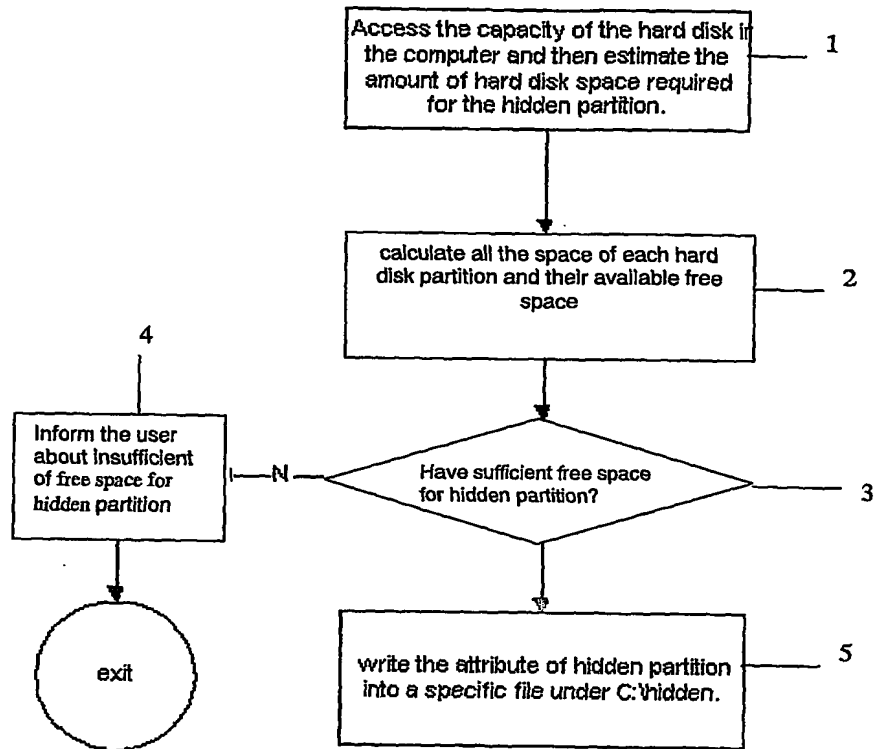 Access the capacity of the hard disk in
the computer and then estimate the
amount of hard disk space required
for the hidden partition.
1
calculate all the space of each hard
disk partition and their available free
space
2
4
Inform the user
about insufficient
of free space for
hidden partition
N
Have sufficient free space
for hidden partition?
3
exit
write the attribute of hidden partition
into a specific file under C:\hidden.
5